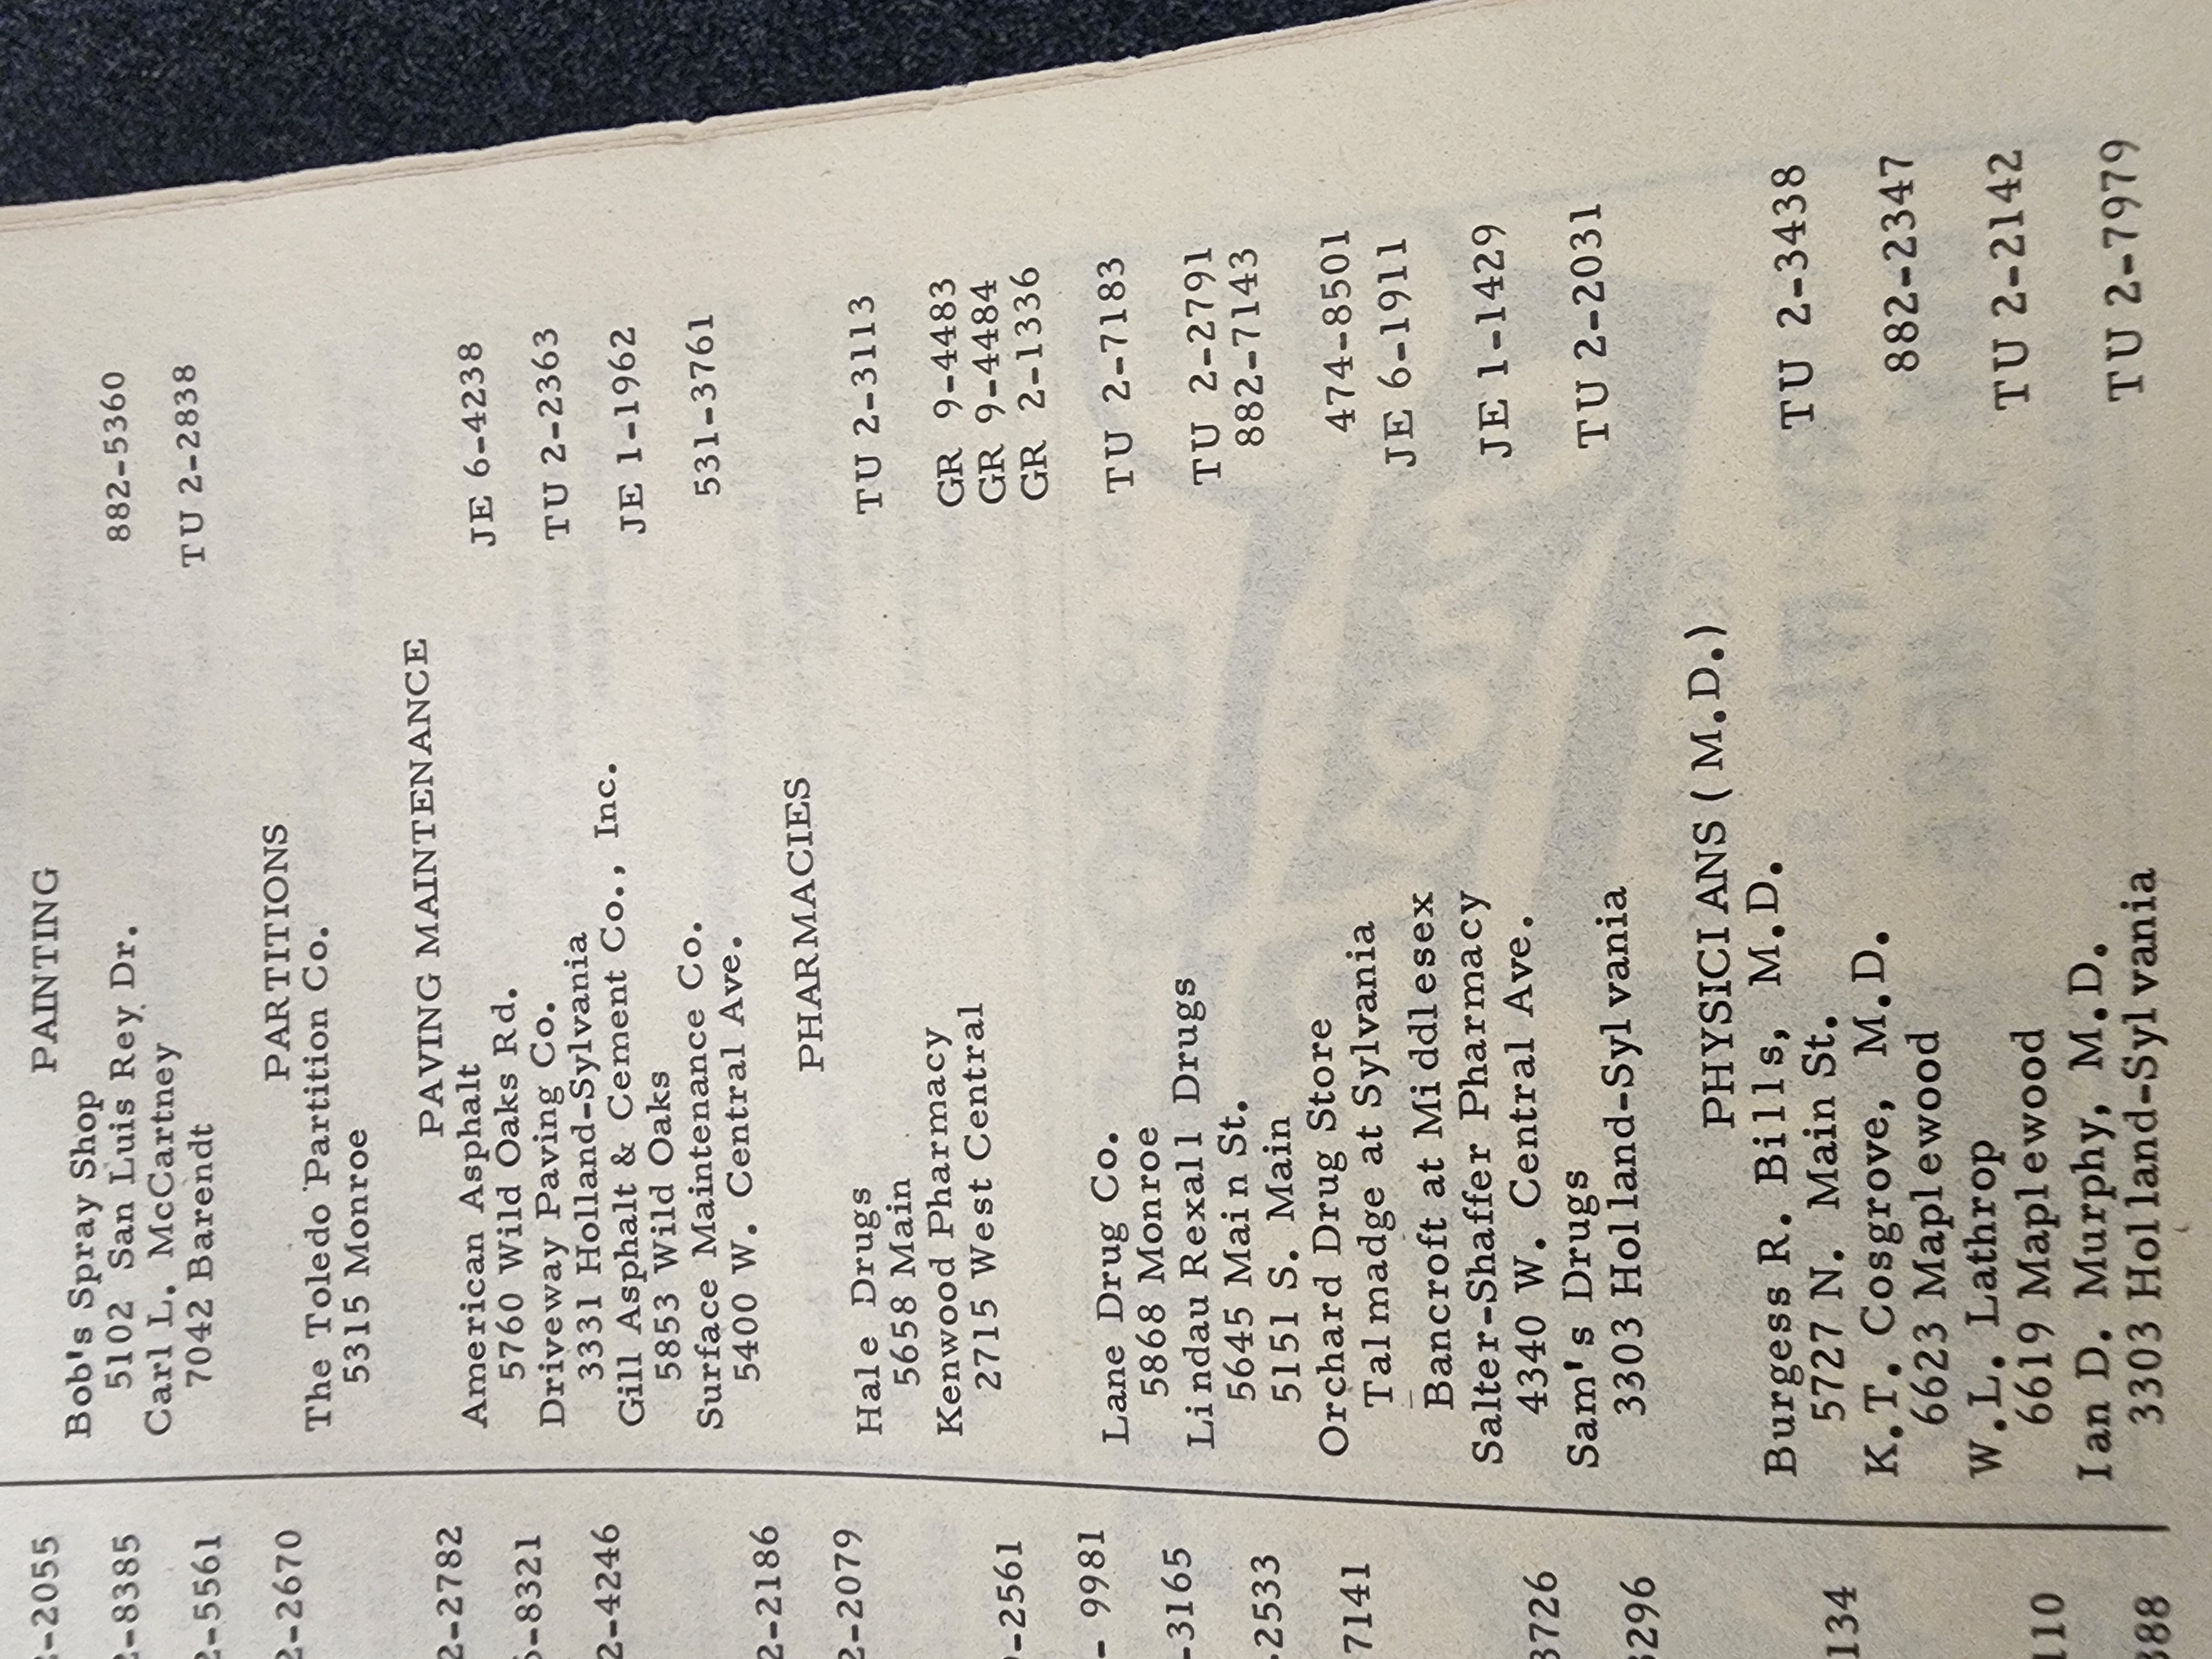 -2055
2-8385
2-5561
2-2670
2-2782
-8321
2-4246
2-2186
2-2079
-2561
- 9981
-3165
-2533
7141
3726
3296
134
110
388
PAINTING
Bob's Spray Shop 882-5360
5102 San Luis Rey Dr.
Carl L. McCartney TU 2-2838
7042 Barendt
PARTITIONS
The Toledo Partition Co.
5315 Monroe
PAVING MAINTENANCE
American Asphalt JE 6-4238
5760 Wild Oaks Rd.
Driveway Paving Co. TU 2-2363
3331 Holland-Sylvania
Gill Asphalt & Cement Co., Inc. JE 1-1962
5853 Wild Oaks
Surface Maintenance Co. 531-3761
5400 W. Central Ave.
PHARMACIES
Hale Drugs TU 2-3113
5658 Main
Kenwood Pharmacy GR 9-4483
2715 West Central GR 9-4484
GR 2-1336
Lane Drug Co. TU 2-7183
5868 Monroe
Lindau Rexall Drugs TU 2-2791
5645 Main St. 882-7143
5151 S. Main
Orchard Drug Store 474-8501
Talmadge at Sylvania JE 6-1911
Bancroft at Middlesex
Salter-Shaffer Pharmacy JE 1-1429
4340 W. Central Ave.
Sam's Drugs TU 2-2031
3303 Holland-Sylvania
PHYSICIANS (M.D.)
Burgess R. Bills, M.D. TU 2-3438
5727 N. Main St.
K.T. Cosgrove, M.D. 882-2347
6623 Maplewood
W.L. Lathrop TU 2-2142
6619 Maplewood
Ian D. Murphy, M.D. TU 2-7979
3303 Holland-Sylvania